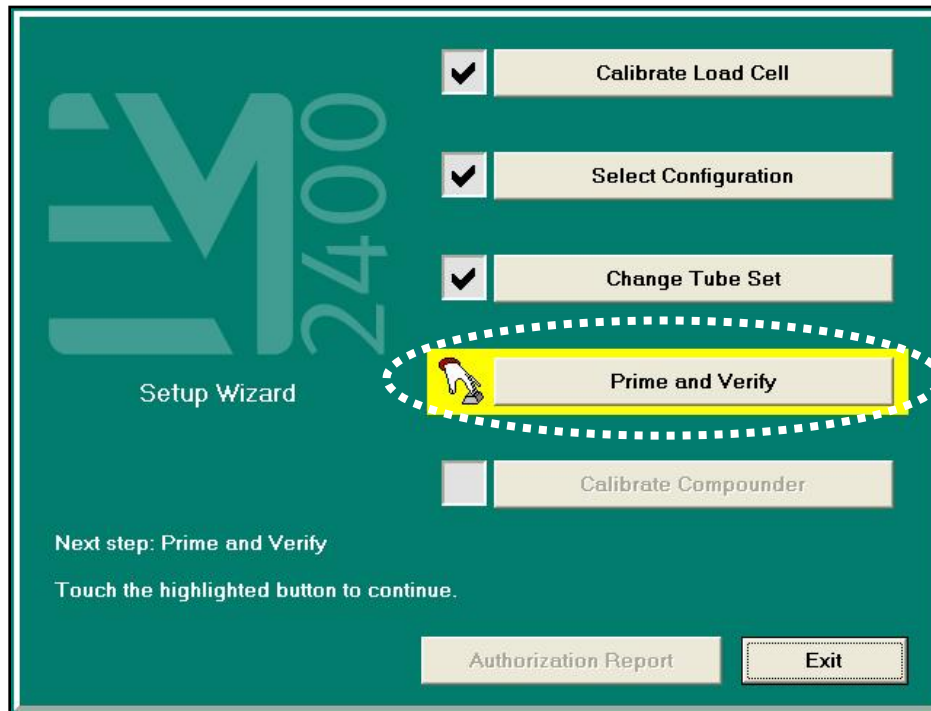 Calibrate Load Cell
Select Configuration
EM
2400
Change Tube Set
Setup Wizard
Prime and Verify
Calibrate Compounder
Next step: Prime and Verify
Touch the highlighted button to continue.
Authorization Report
Exit